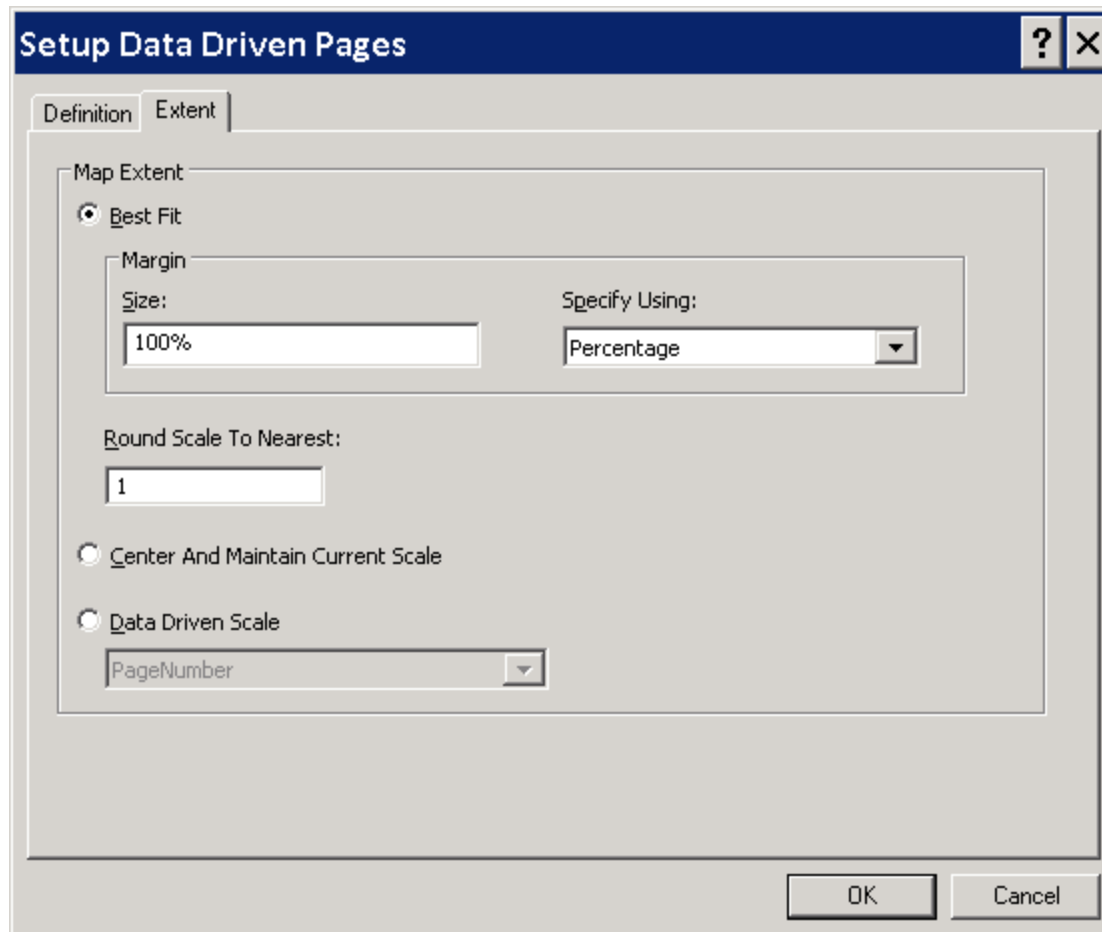 Setup Data Driven Pages
Definition Extent
Map Extent
Best Fit
Margin
Size: Specify Using:
100% Percentage
Round Scale To Nearest:
1
Center And Maintain Current Scale
Data Driven Scale
PageNumber
OK Cancel